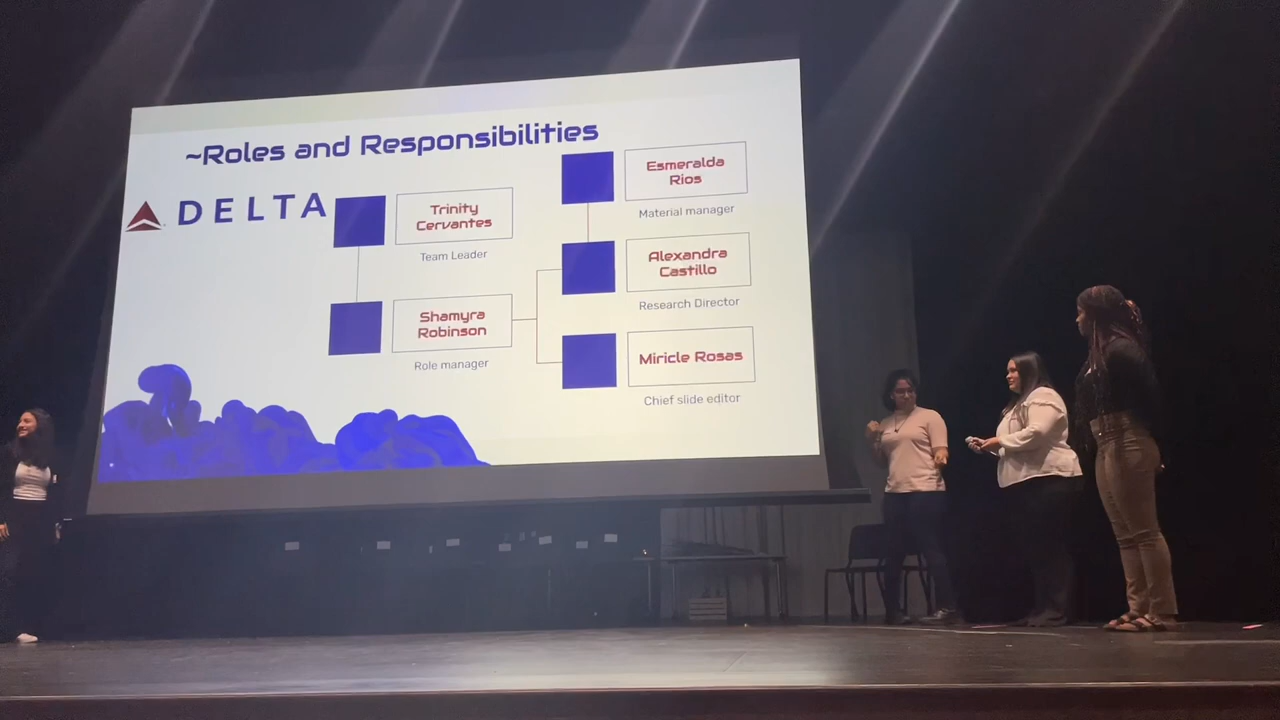 ~Roles and Responsibilities
DELTA
Trinity
Cervantes
Team Leader
Shamyra
Robinson
Role manager
Esmeralda
Rios
Material manager
Alexandra
Castillo
Research Director
Miricle Rosas
Chief slide editor